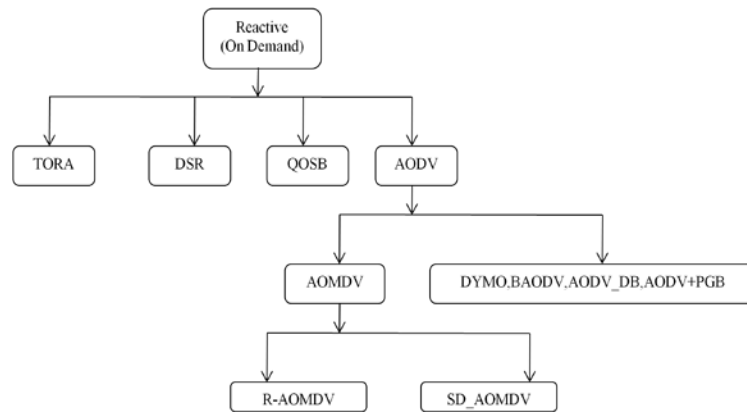 Reactive
(On Demand)
TORA
DSR
QOSB
AODV
AOMDV
DYMO,BAODV,AODV_DB,AODV+PGB
R-AOMDV
SD_AOMDV